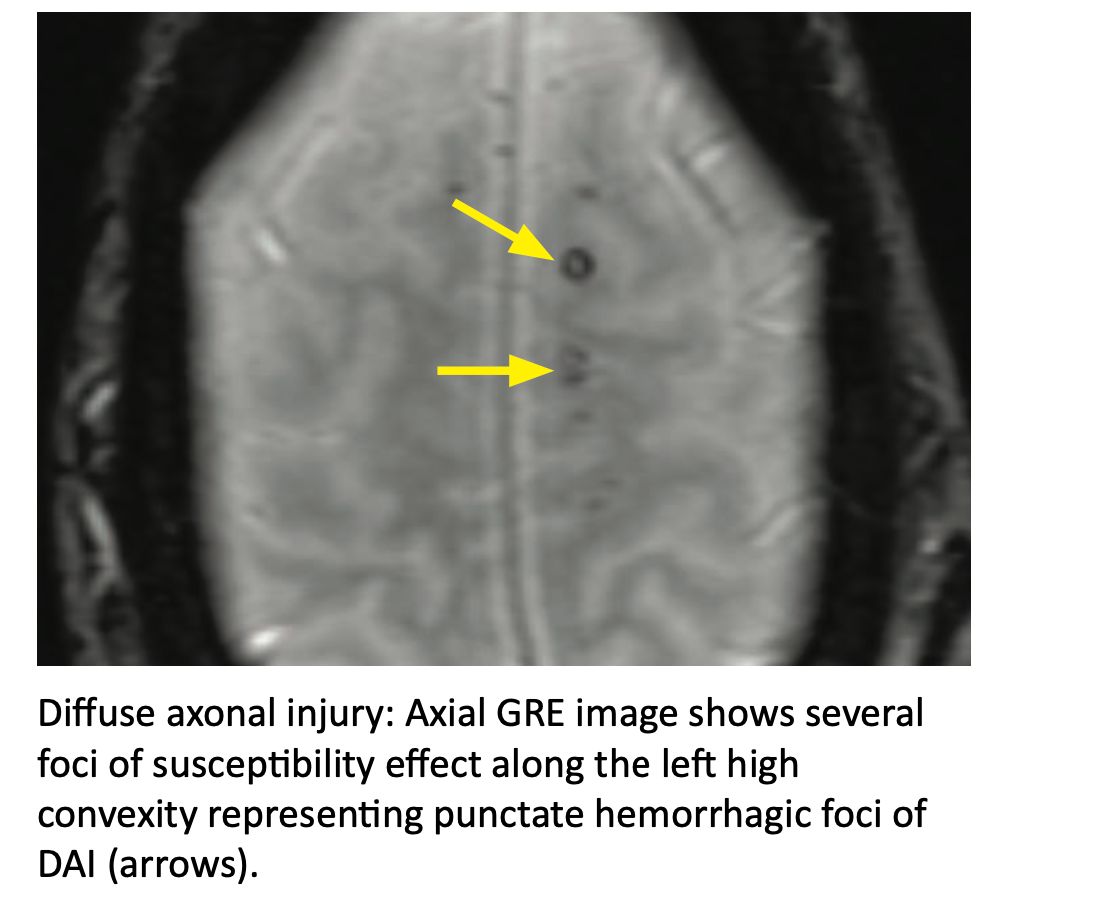 Diffuse axonal injury: Axial GRE image shows several
foci of susceptibility effect along the left high
convexity representing punctate hemorrhagic foci of
DAI (arrows).